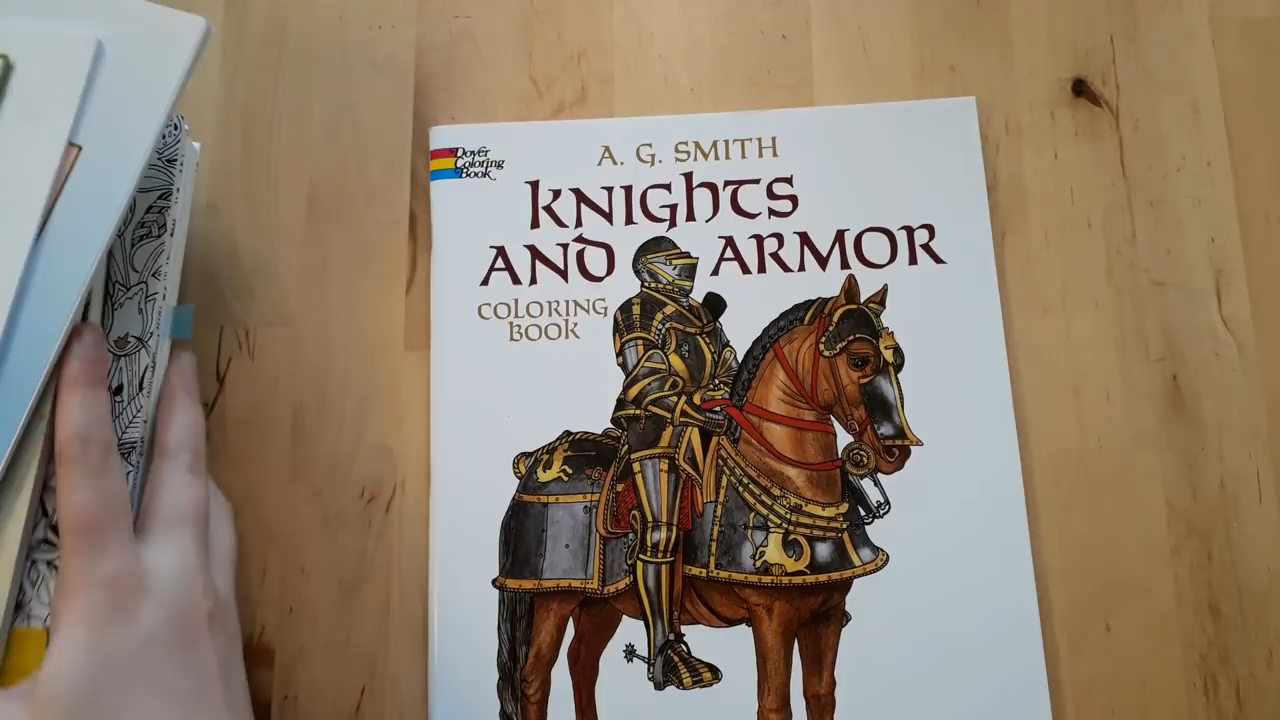 Dover
Coloring
Book
A. G. SMITH
KNIGHTS
AND ARMOR
COLORING
BOOK